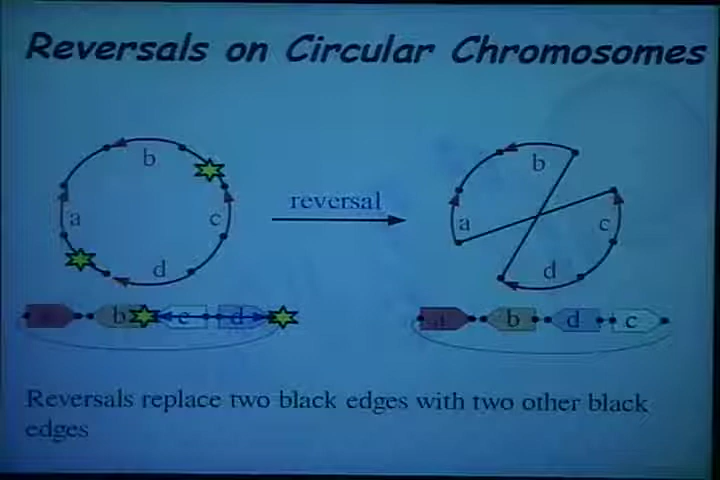 Reversals on Circular Chromosomes
b
b
a
c
reversal
a
c
d
d
b c d
a b d c
Reversals replace two black edges with two other black
edges